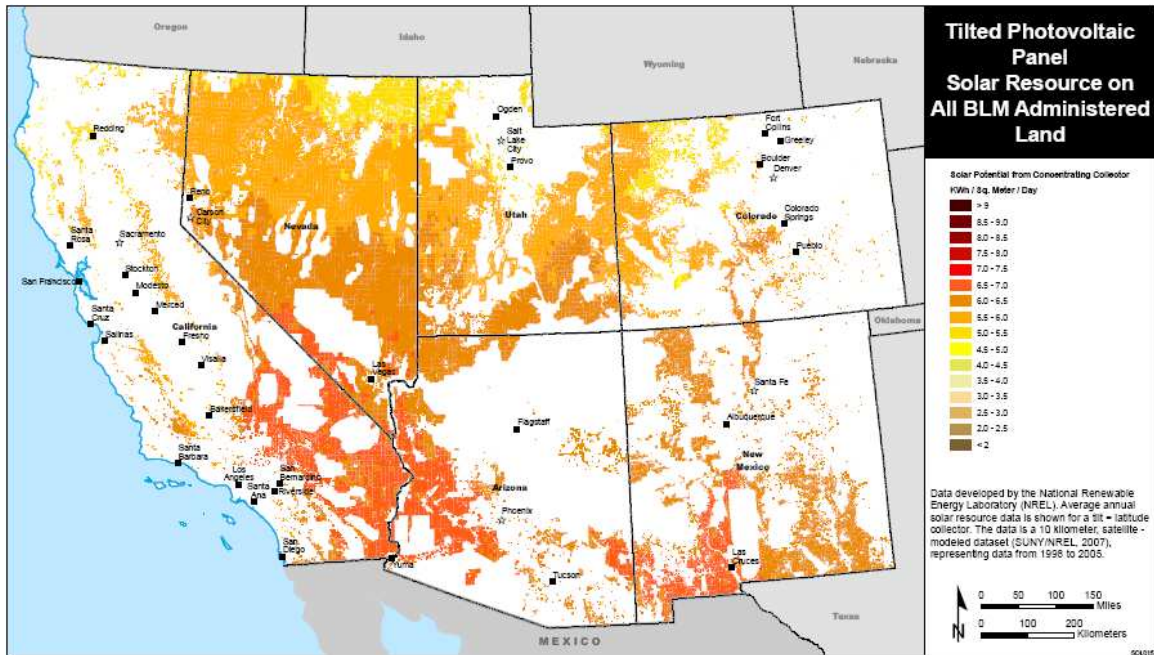 Tilted Photovoltaic
Panel
Solar Resource on
All BLM Administered
Land
Solar Potential from Concentrating Collector
KWh / Sq. Meter / Day
> 9
8.5 - 9.0
8.0 - 8.5
7.5 - 8.0
7.0 - 7.5
6.5 - 7.0
6.0 - 6.5
5.5 - 6.0
5.0 - 5.5
4.5 - 5.0
4.0 - 4.5
3.5 - 4.0
3.0 - 3.5
2.5 - 3.0
2.0 - 2.5
< 2
Data developed by the National Renewable
Energy Laboratory (NREL). Average annual
solar resource data is shown for a tilt = latitude
collector. The data is a 10 kilometer, satellite -
modeled dataset (SUNY/NREL, 2007),
representing data from 1998 to 2005.
N
0 50 100 150
Miles
0 100 200
Kilometers
Oregon
Idaho
Wyoming
Nebraska
Redding
Ogden
Salt
Lake
City
Provo
Fort
Collins
Greeley
Boulder
Denver
Reno
Carson
City
Nevada
Utah
Colorado
Colorado
Springs
Pueblo
Santa
Rosa
Sacramento
San Francisco
Stockton
Modesto
Merced
Santa
Cruz
Salinas
California
Fresno
Visalia
Las
Vegas
Oklahoma
Santa Fe
Albuquerque
Flagstaff
Bakersfield
Santa
Barbara
Los
Angeles
San
Bernardino
Santa
Ana
Riverside
New
Mexico
Arizona
Phoenix
San
Diego
Yuma
Tucson
Las
Cruces
Texas
MEXICO